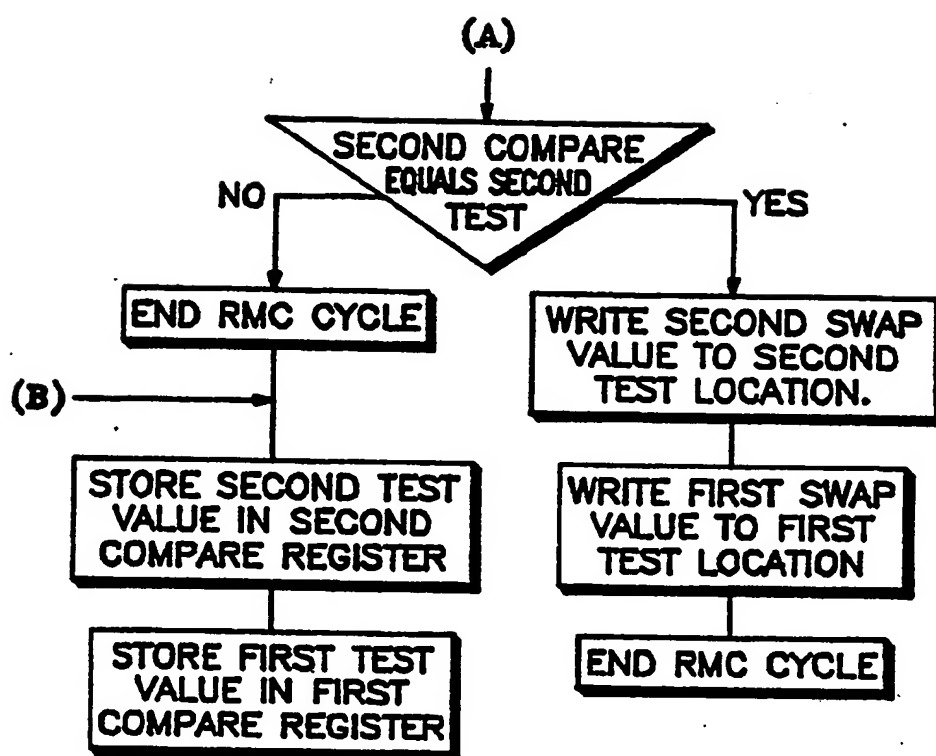 (A)
SECOND COMPARE
EQUALS SECOND
TEST
NO
YES
END RMC CYCLE
WRITE SECOND SWAP
VALUE TO SECOND
TEST LOCATION.
(B)
STORE SECOND TEST
VALUE IN SECOND
COMPARE REGISTER
WRITE FIRST SWAP
VALUE TO FIRST
TEST LOCATION
STORE FIRST TEST
VALUE IN FIRST
COMPARE REGISTER
END RMC CYCLE